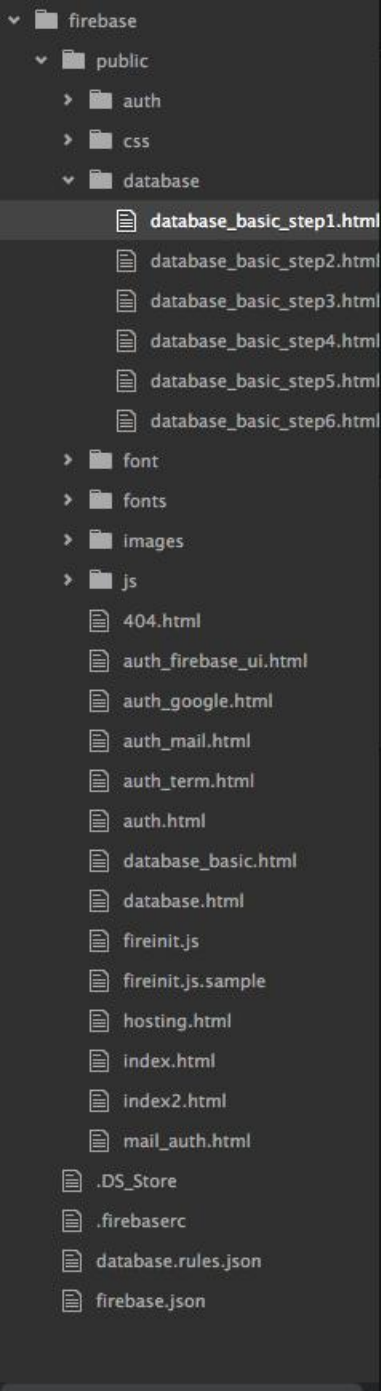 firebase
public
auth
css
database
database_basic_step1.html
database_basic_step2.html
database_basic_step3.html
database_basic_step4.html
database_basic_step5.html
database_basic_step6.html
font
fonts
images
js
404.html
auth_firebase_ui.html
auth_google.html
auth_mail.html
auth_term.html
auth.html
database_basic.html
database.html
fireinit.js
fireinit.js.sample
hosting.html
index.html
index2.html
mail_auth.html
.DS_Store
.firebaserc
database.rules.json
firebase.json